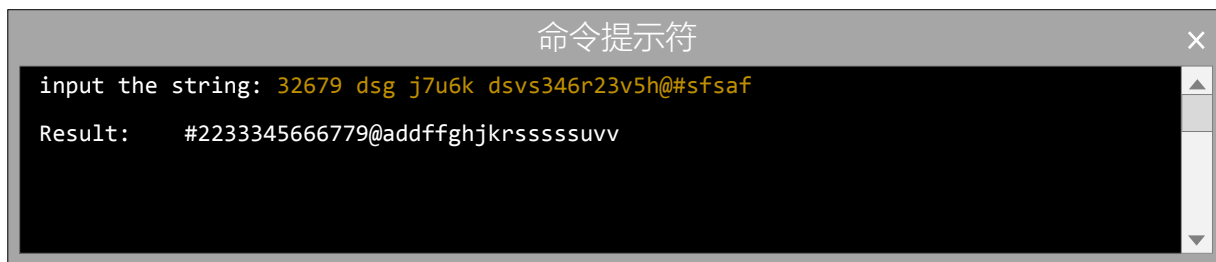 命令提示符
input the string: 32679 dsg j7u6k dsvs346r23v5h@#sfsaf
Result:    #2233345666779@addffghjkrsssssuvv